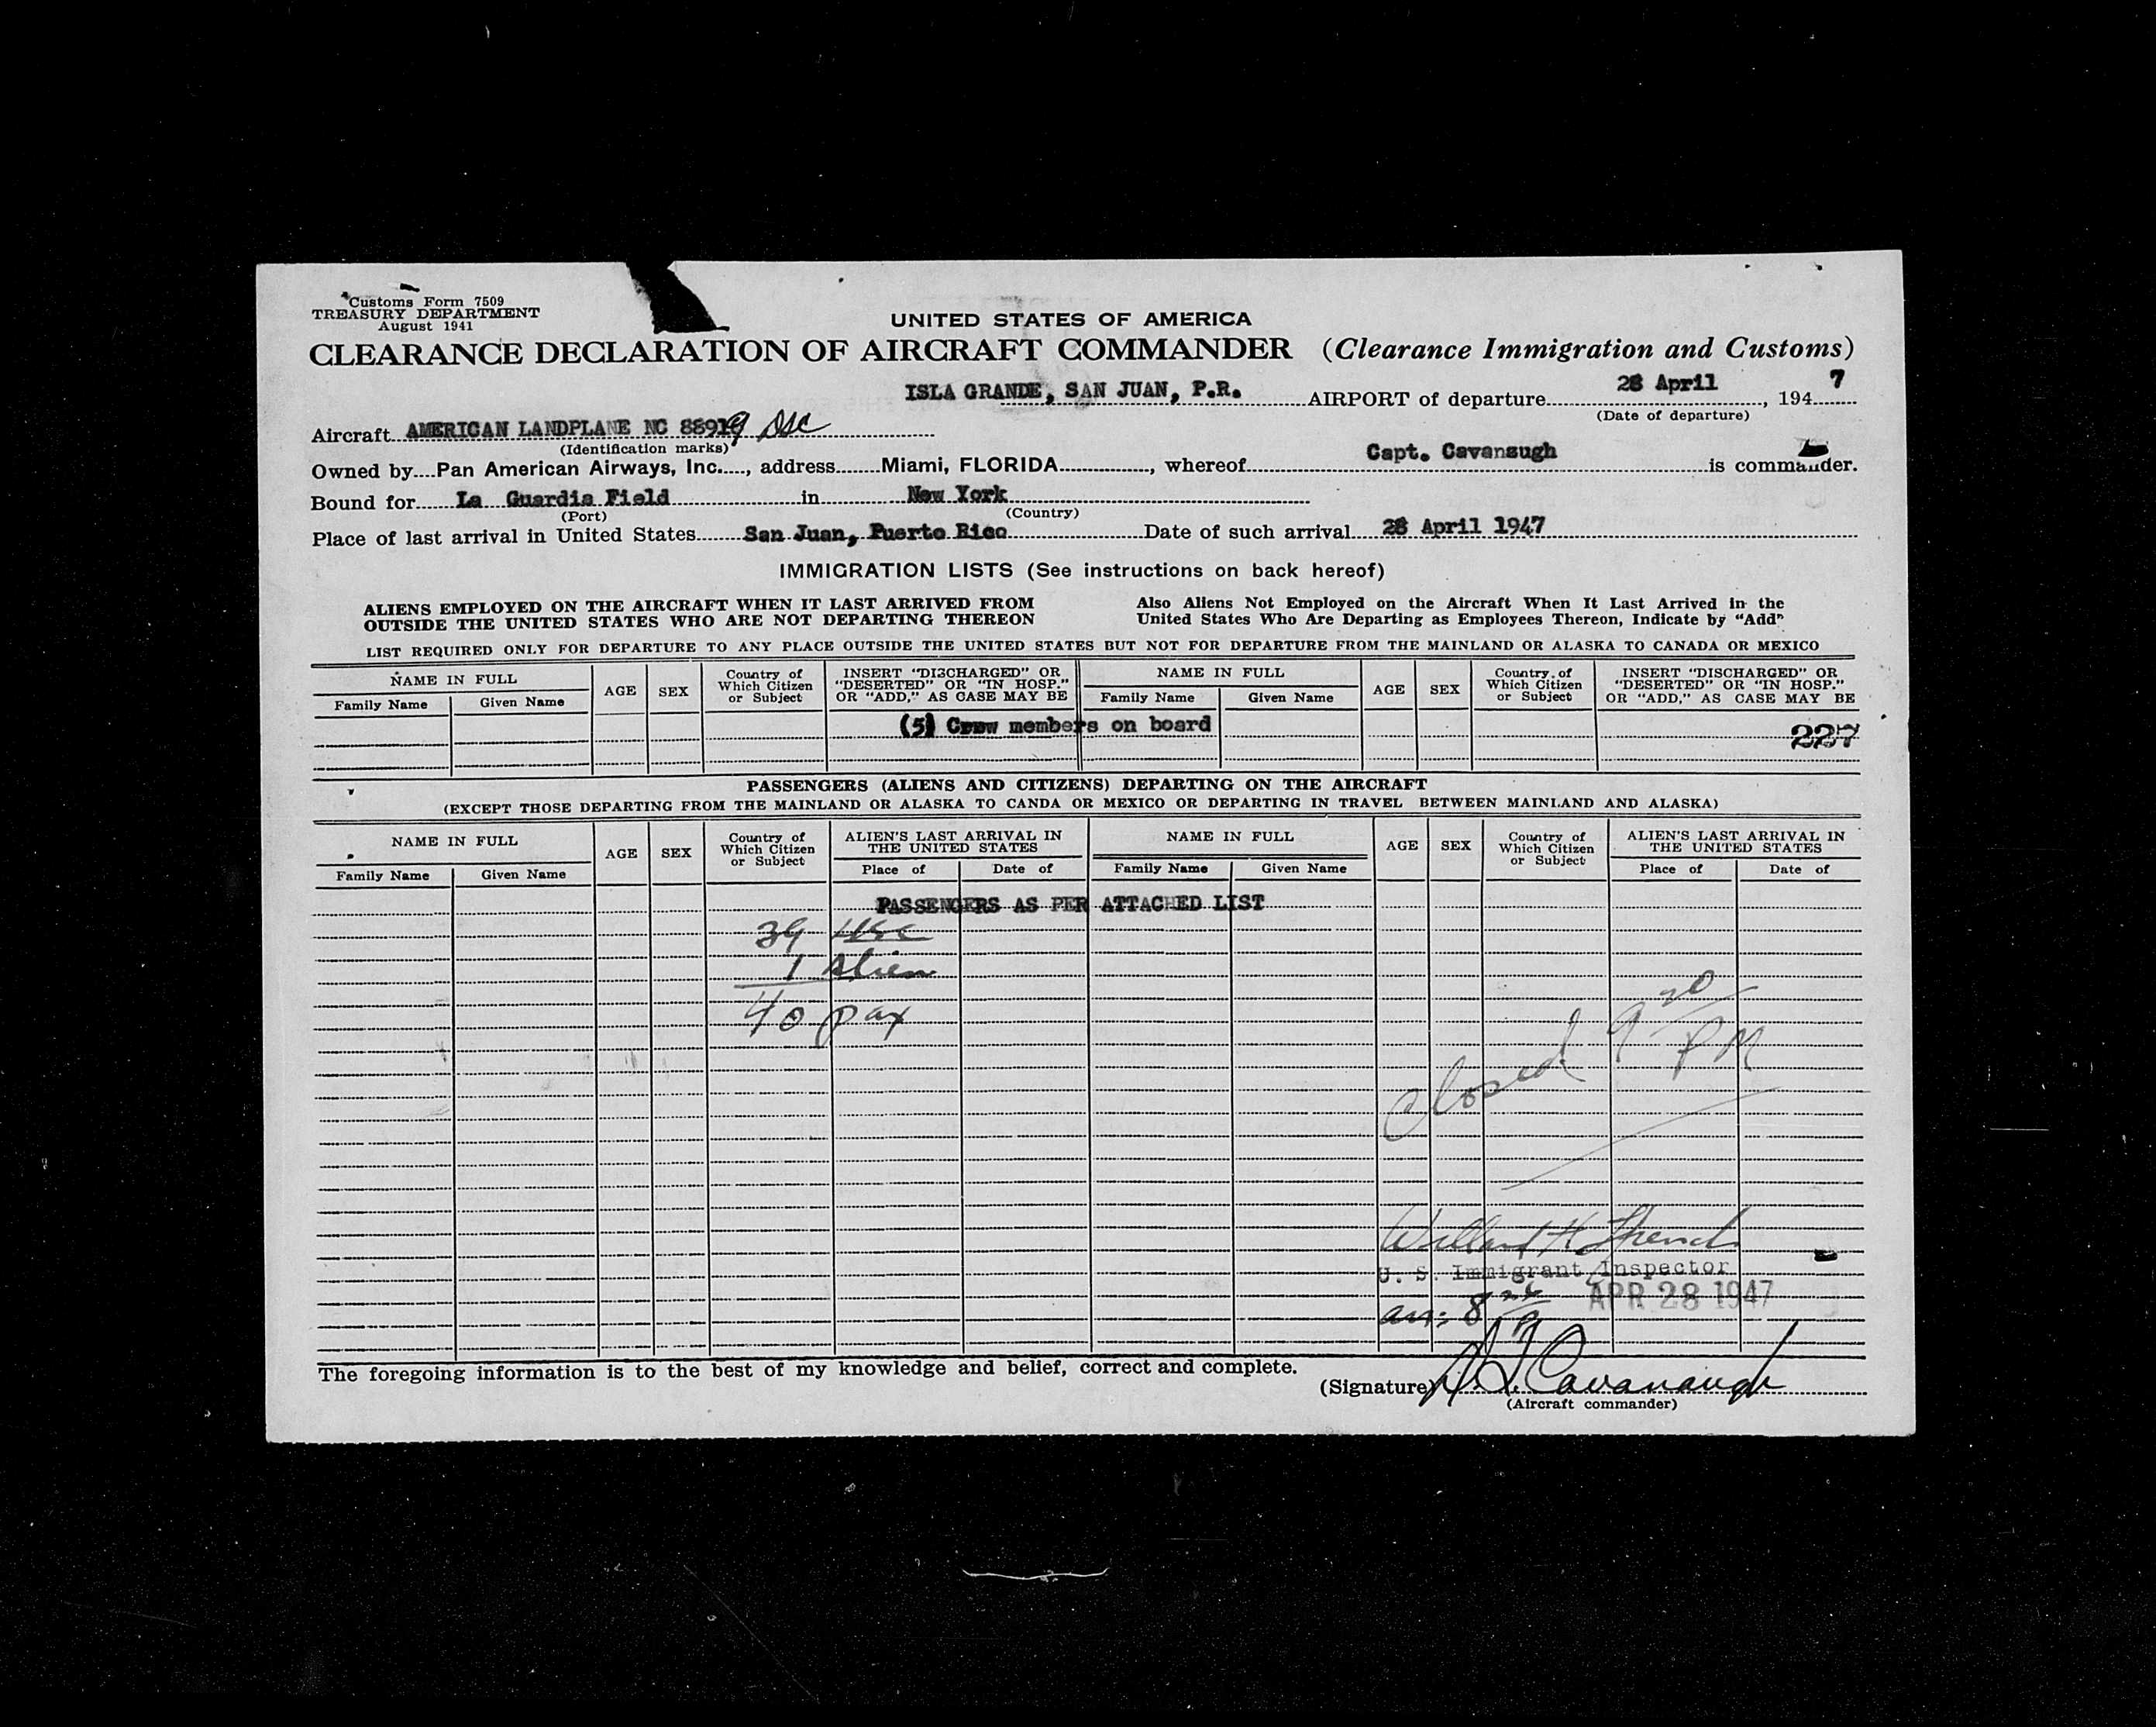 Customs Form 7509
TREASURY DEPARTMENT
August 1941
UNITED STATES OF AMERICA
CLEARANCE DECLARATION OF AIRCRAFT COMMANDER (Clearance Immigration and Customs)
ISLA GRANDE, SAN JUAN, P.R. AIRPORT of departure 28 April, 194 7
(Date of departure)
Aircraft AMERICAN LANDPLANE NC 88919
(Identification marks)
Owned by Pan American Airways, Inc., address Miami, FLORIDA, whereof Capt. Cavanaugh is commander.
Bound for La Guardia Field in New York
(Port) (Country)
Place of last arrival in United States San Juan, Puerto Rico Date of such arrival 28 April 1947
IMMIGRATION LISTS (See instructions on back hereof)
ALIENS EMPLOYED ON THE AIRCRAFT WHEN IT LAST ARRIVED FROM
OUTSIDE THE UNITED STATES WHO ARE NOT DEPARTING THEREON
Also Aliens Not Employed on the Aircraft When It Last Arrived in the
United States Who Are Departing as Employees Thereon, Indicate by "Add"
LIST REQUIRED ONLY FOR DEPARTURE TO ANY PLACE OUTSIDE THE UNITED STATES BUT NOT FOR DEPARTURE FROM THE MAINLAND OR ALASKA TO CANADA OR MEXICO
NAME IN FULL
Family Name Given Name
AGE
SEX
Country of
Which Citizen
or Subject
INSERT "DISCHARGED" OR
"DESERTED" OR "IN HOSP."
OR "ADD," AS CASE MAY BE
NAME IN FULL
Family Name Given Name
AGE
SEX
Country of
Which Citizen
or Subject
INSERT "DISCHARGED" OR
"DESERTED" OR "IN HOSP."
OR "ADD," AS CASE MAY BE
(5) Crew members on board
227
PASSENGERS (ALIENS AND CITIZENS) DEPARTING ON THE AIRCRAFT
(EXCEPT THOSE DEPARTING FROM THE MAINLAND OR ALASKA TO CANDA OR MEXICO OR DEPARTING IN TRAVEL BETWEEN MAINLAND AND ALASKA)
NAME IN FULL
Family Name Given Name
AGE
SEX
Country of
Which Citizen
or Subject
ALIEN'S LAST ARRIVAL IN
THE UNITED STATES
Place of Date of
NAME IN FULL
Family Name Given Name
AGE
SEX
Country of
Which Citizen
or Subject
ALIEN'S LAST ARRIVAL IN
THE UNITED STATES
Place of Date of
PASSENGERS AS PER ATTACHED LIST
39 USC
1 Alien
40 pax
Closed 9 30 PM
Willard H. French
U. S. Immigrant Inspector
APR 28 1947
arr: 8
The foregoing information is to the best of my knowledge and belief, correct and complete.
(Signature) Cavanaugh
(Aircraft commander)